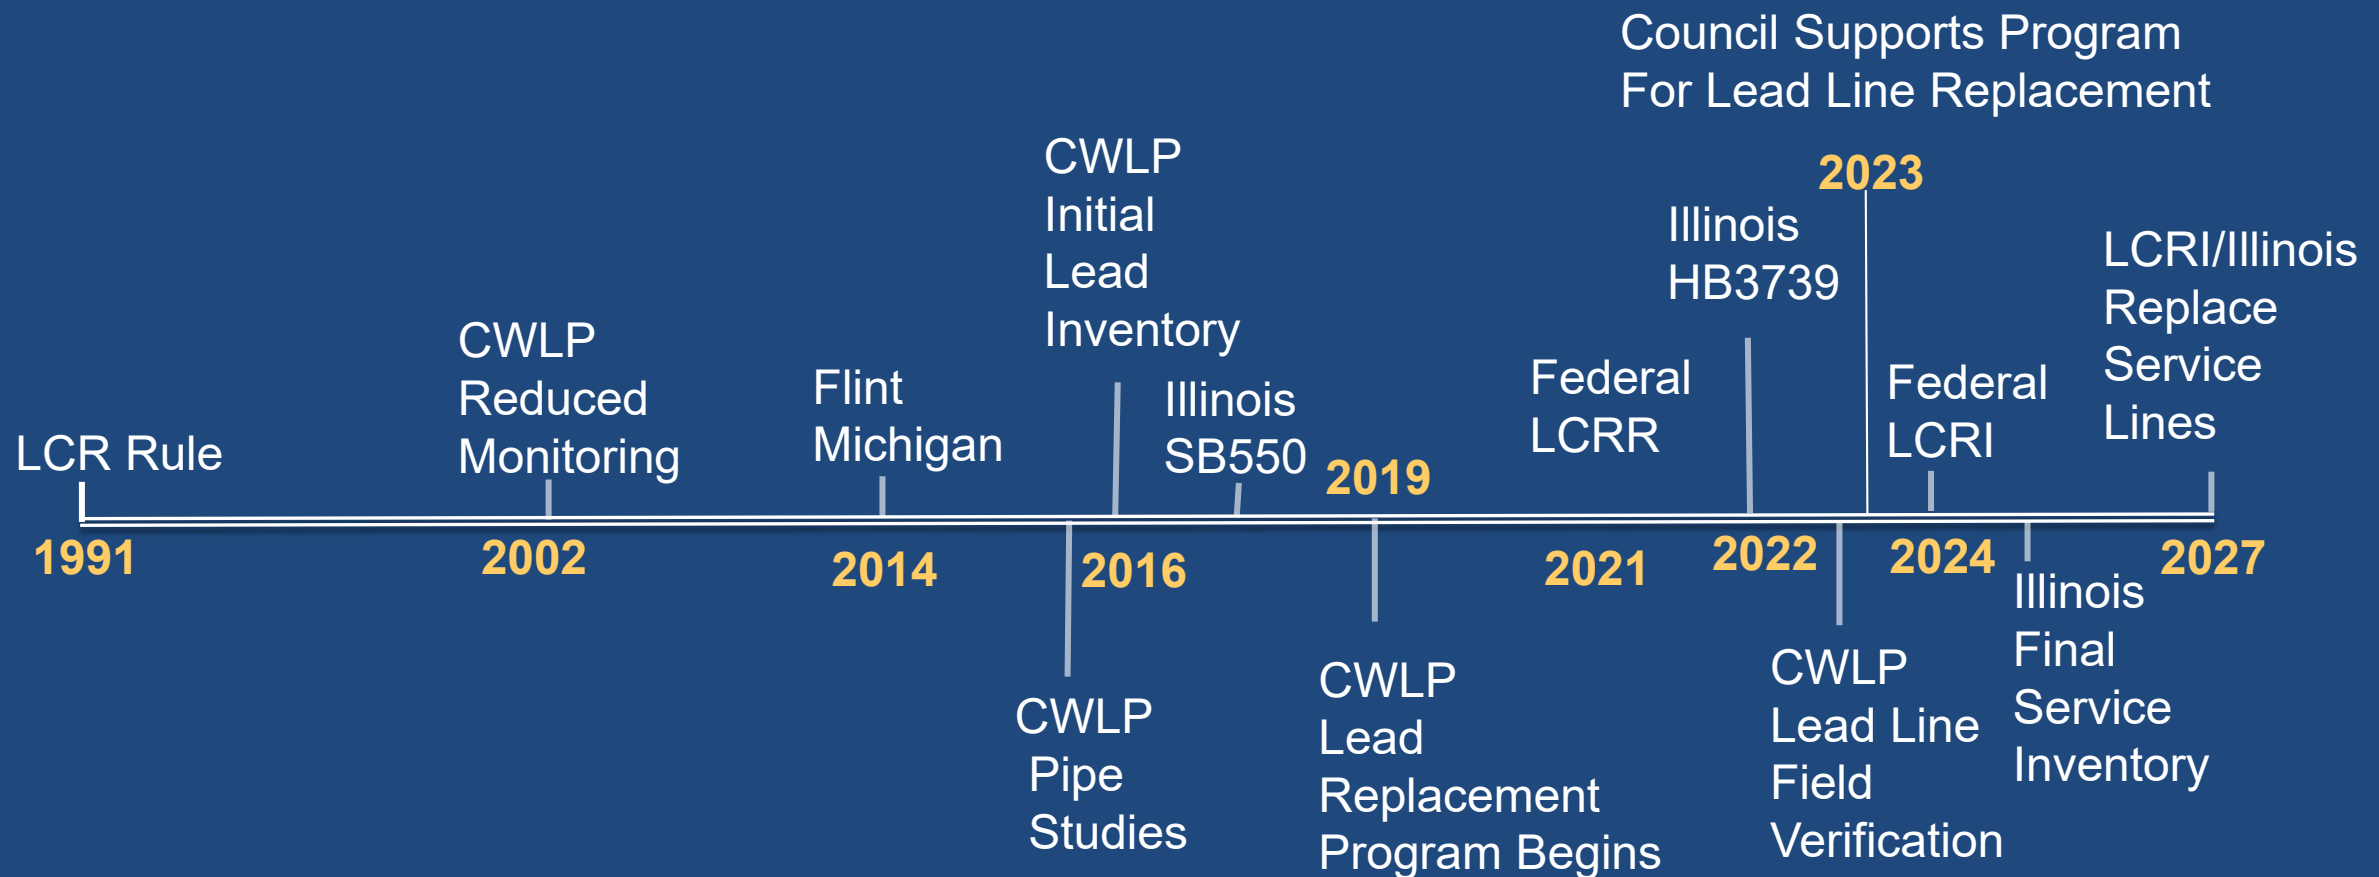 Council Supports Program
For Lead Line Replacement
2023
LCR Rule
1991
CWLP
Reduced
Monitoring
2002
Flint
Michigan
2014
CWLP
Pipe
Studies
CWLP
Initial
Lead
Inventory
2016
Illinois
SB550
2019
CWLP
Lead
Replacement
Program Begins
Federal
LCRR
2021
Illinois
HB3739
2022
CWLP
Lead Line
Field
Verification
Federal
LCRI
2024
Illinois
Final
Service
Inventory
LCRI/Illinois
Replace
Service
Lines
2027